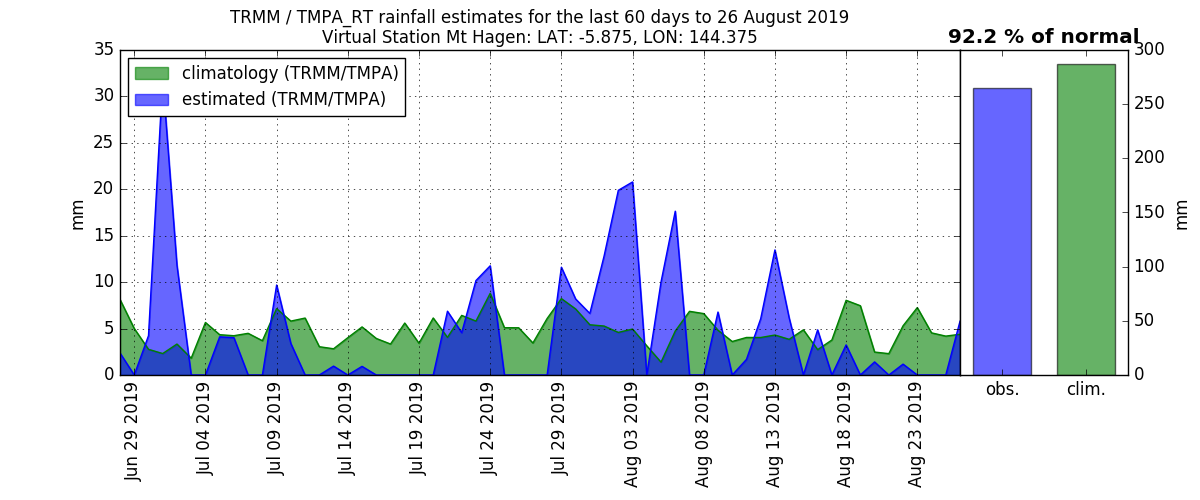 TRMM / TMPA_RT rainfall estimates for the last 60 days to 26 August 2019
Virtual Station Mt Hagen: LAT: -5.875, LON: 144.375
92.2 % of normal
climatology (TRMM/TMPA)
estimated (TRMM/TMPA)
35
30
25
20
15
10
5
0
mm
Jun 29 2019
Jul 04 2019
Jul 09 2019
Jul 14 2019
Jul 19 2019
Jul 24 2019
Jul 29 2019
Aug 03 2019
Aug 08 2019
Aug 13 2019
Aug 18 2019
Aug 23 2019
obs.
clim.
300
250
200
150
100
50
0
mm